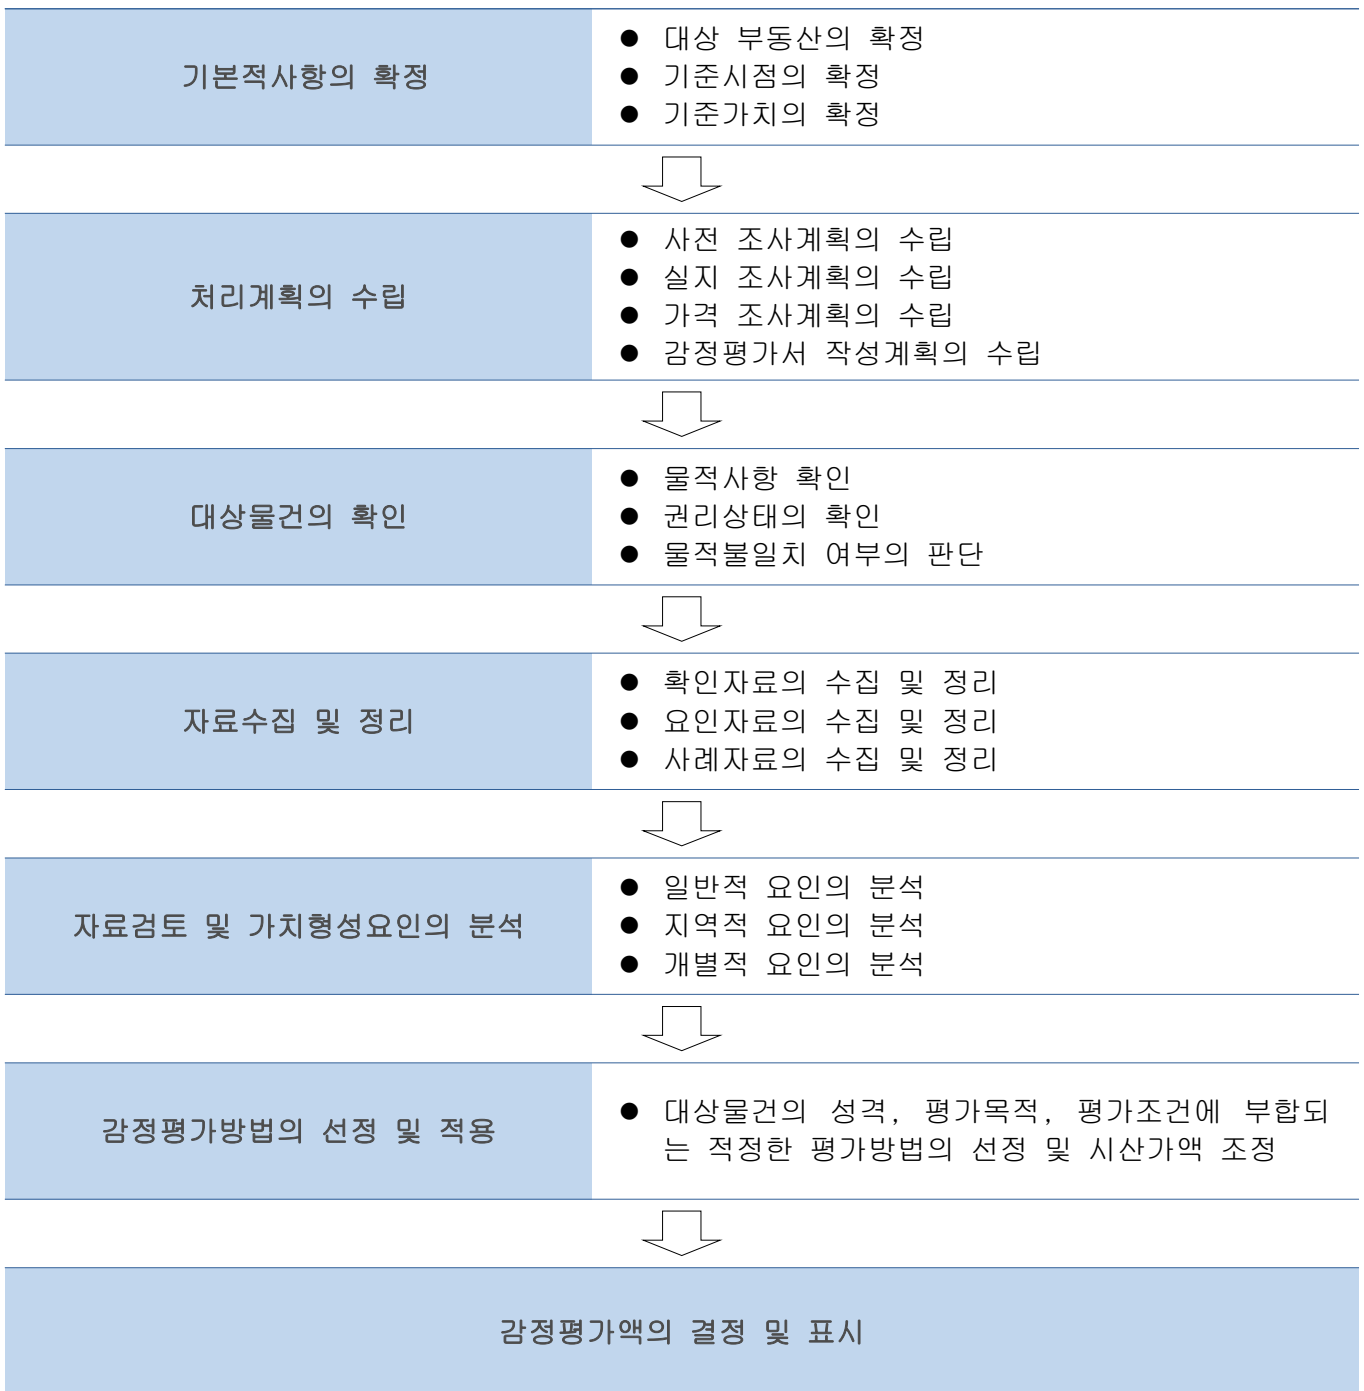 기본적사항의 확정
● 대상 부동산의 확정
● 기준시점의 확정
● 기준가치의 확정
처리계획의 수립
● 사전 조사계획의 수립
● 실지 조사계획의 수립
● 가격 조사계획의 수립
● 감정평가서 작성계획의 수립
대상물건의 확인
● 물적사항 확인
● 권리상태의 확인
● 물적불일치 여부의 판단
자료수집 및 정리
● 확인자료의 수집 및 정리
● 요인자료의 수집 및 정리
● 사례자료의 수집 및 정리
자료검토 및 가치형성요인의 분석
● 일반적 요인의 분석
● 지역적 요인의 분석
● 개별적 요인의 분석
감정평가방법의 선정 및 적용
● 대상물건의 성격, 평가목적, 평가조건에 부합되
는 적정한 평가방법의 선정 및 시산가액 조정
감정평가액의 결정 및 표시